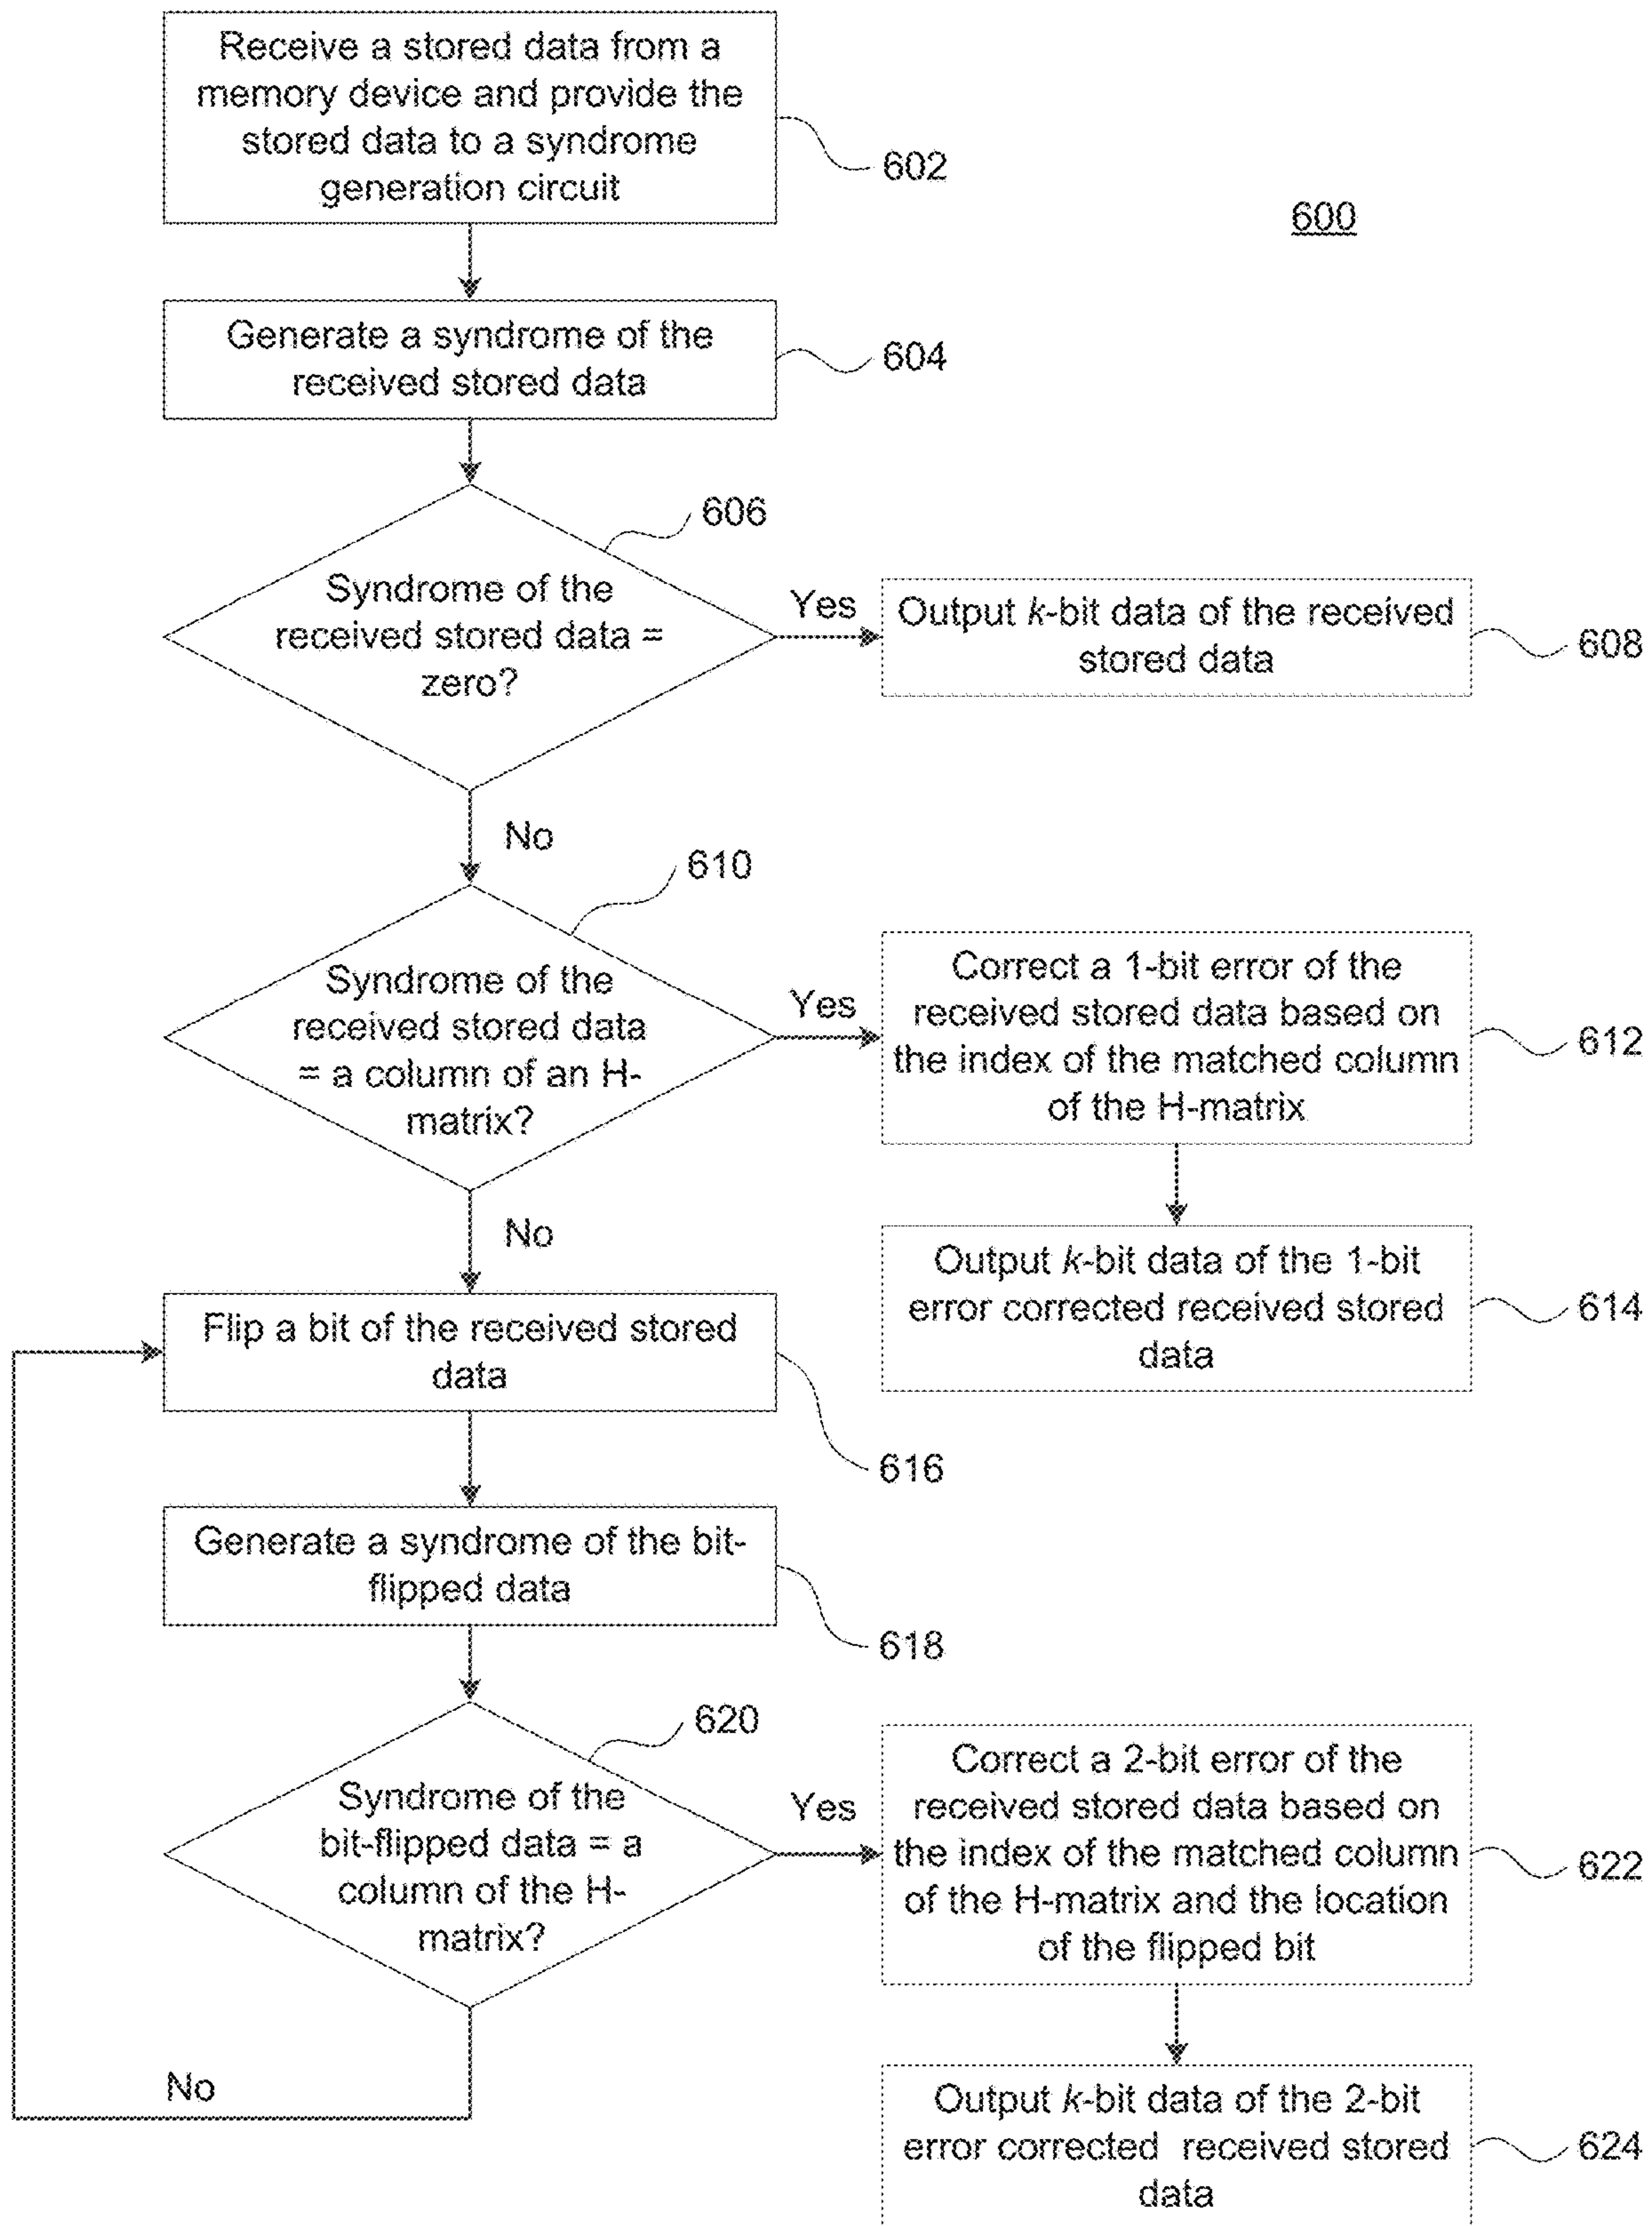 Receive a stored data from a
memory device and provide the
stored data to a syndrome
generation circuit
602
600
Generate a syndrome of the
received stored data
604
606
Syndrome of the
received stored data =
zero?
Yes
Output k-bit data of the received
stored data
608
No
610
Syndrome of the
received stored data
= a column of an H-
matrix?
Yes
Correct a 1-bit error of the
received stored data based on
the index of the matched column
of the H-matrix
612
No
Output k-bit data of the 1-bit
error corrected received stored
data
614
Flip a bit of the received stored
data
616
Generate a syndrome of the bit-
flipped data
618
620
Syndrome of the
bit-flipped data = a
column of the H-
matrix?
Yes
Correct a 2-bit error of the
received stored data based on
the index of the matched column
of the H-matrix and the location
of the flipped bit
622
No
Output k-bit data of the 2-bit
error corrected received stored
data
624